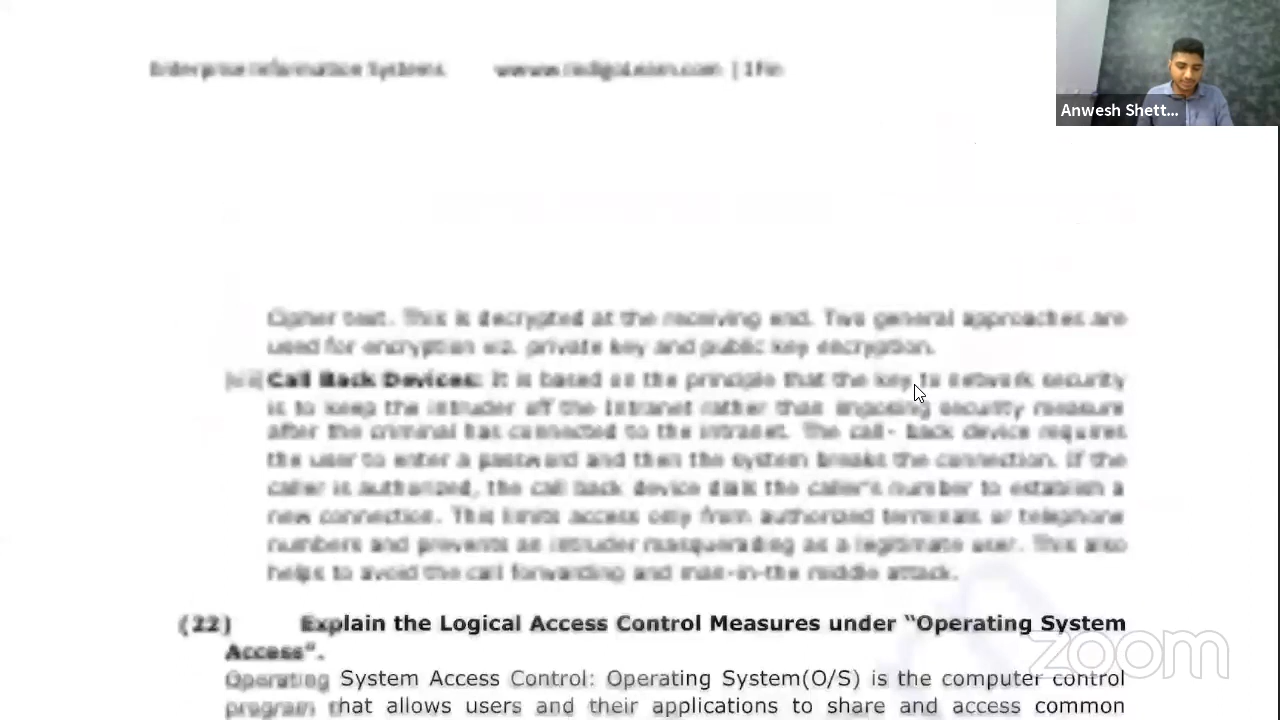 Enterprise Information Systems | 1Fin
Anwesh Shett...
Cipher text. This is decrypted at the receiving end. Two general approaches are
used for encryption viz. private key and public key decryption.
Call Back Devices: It is based on the principle that the key to network security
is to keep the intruder off the Intranet rather than imposing security measure
after the criminal has connected to the intranet. The call- back device requires
the user to enter a password and then the system breaks the connection. If the
caller is authorized, the call back device dials the caller's number to establish a
new connection. This limits access only from authorized terminals or telephone
numbers and prevents an intruder masquerading as a legitimate user. This also
helps to avoid the call forwarding and man-in-the middle attack.
(22) Explain the Logical Access Control Measures under “Operating System
Access”.
Operating System Access Control: Operating System(O/S) is the computer control
program that allows users and their applications to share and access common
zoom